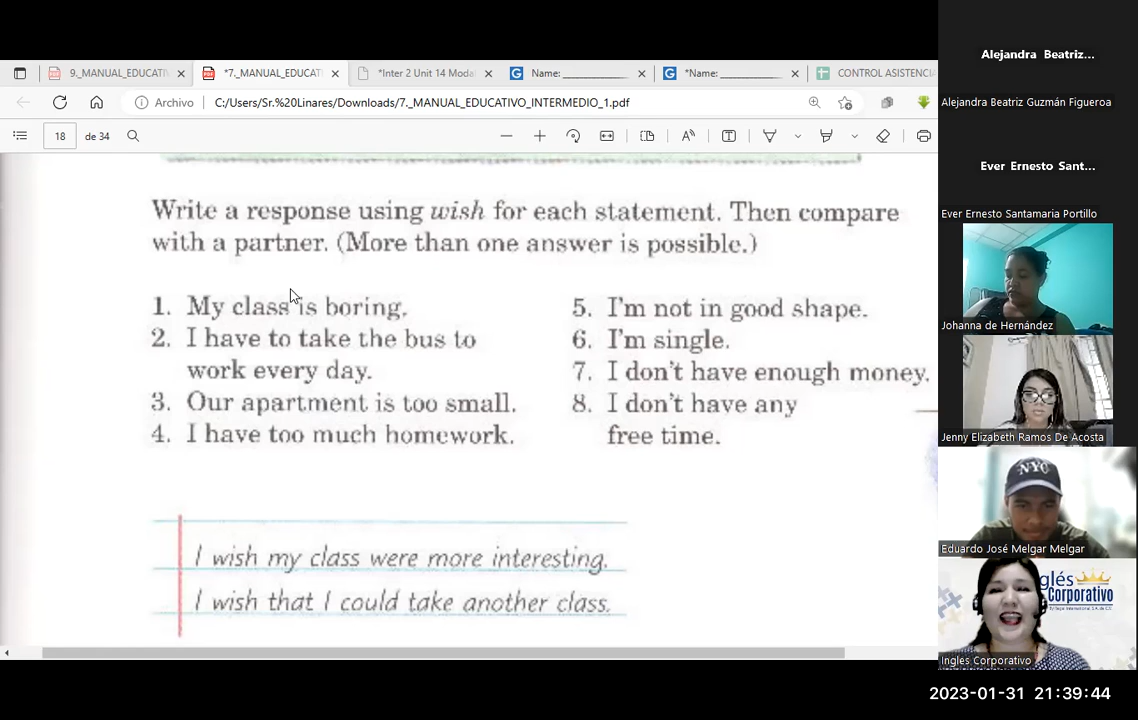 Alejandra Beatriz...
9._MANUAL_EDUCATI
*7._MANUAL_EDUCAT
*Inter 2 Unit 14 Moda
Name: ____________
*Name: ____________
CONTROL ASISTENCIA
Archivo
C:/Users/Sr.%20Linares/Downloads/7._MANUAL_EDUCATIVO_INTERMEDIO_1.pdf
Alejandra Beatriz Guzmán Figueroa
18 de 34
Ever Ernesto Sant...
Ever Ernesto Santamaria Portillo
Write a response using wish for each statement. Then compare
with a partner. (More than one answer is possible.)
1. My class is boring.
2. I have to take the bus to
work every day.
3. Our apartment is too small.
4. I have too much homework.
5. I'm not in good shape.
6. I'm single.
7. I don't have enough money.
8. I don't have any
free time.
I wish my class were more interesting.
I wish that I could take another class.
Johanna de Hernández
Jenny Elizabeth Ramos De Acosta
NYC
Eduardo José Melgar Melgar
glés
Corporativo
Ingles Corporativo
2023-01-31 21:39:44